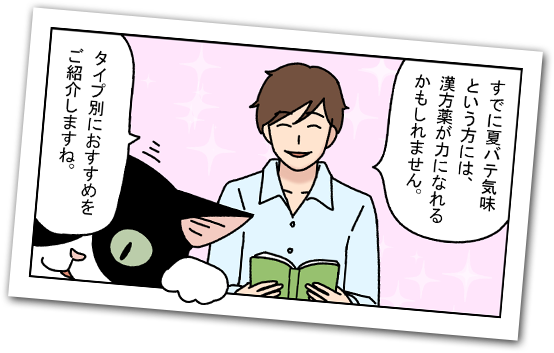 すでに夏バテ気味
という方には、
漢方薬が力になれる
かもしれません。
タイプ別におすすめを
ご紹介しますね。